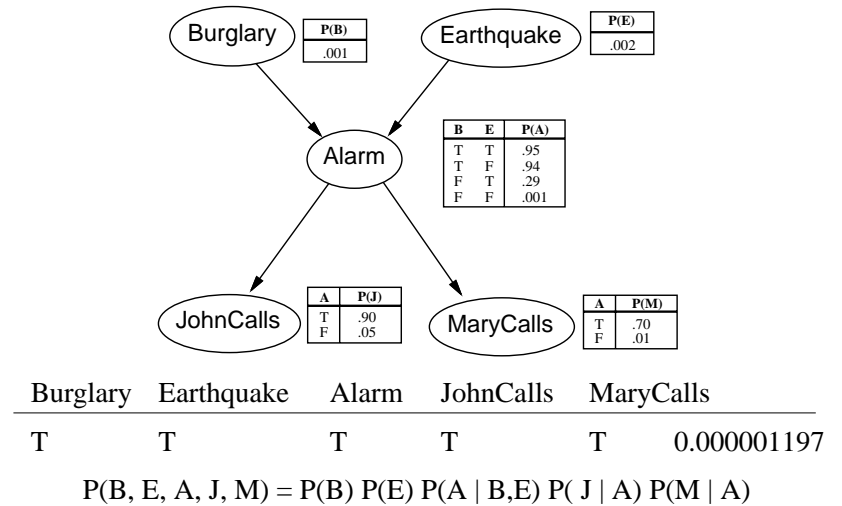 Burglary
P(B)
.001
Earthquake
P(E)
.002
Alarm
B E P(A)
T T .95
T F .94
F T .29
F F .001
JohnCalls
A P(J)
T .90
F .05
MaryCalls
A P(M)
T .70
F .01
Burglary Earthquake Alarm JohnCalls MaryCalls
T T T T T 0.000001197
P(B, E, A, J, M) = P(B) P(E) P(A | B,E) P( J | A) P(M | A)